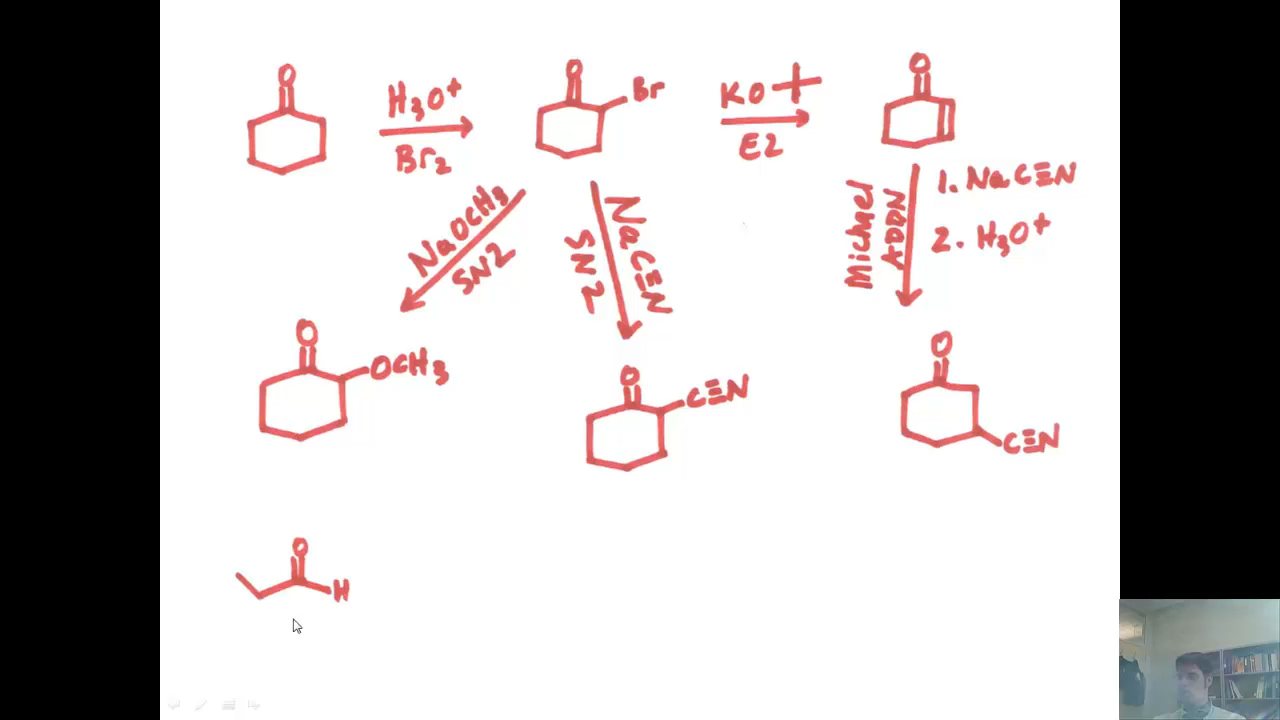 O
H3O+
Br2
O
Br
KO
E2
O
1. NaC≡N
2. H3O+
Michael
ADDN
NaOCH3
SN2
NaC≡N
SN2
O
OCH3
O
C≡N
O
C≡N
O
H